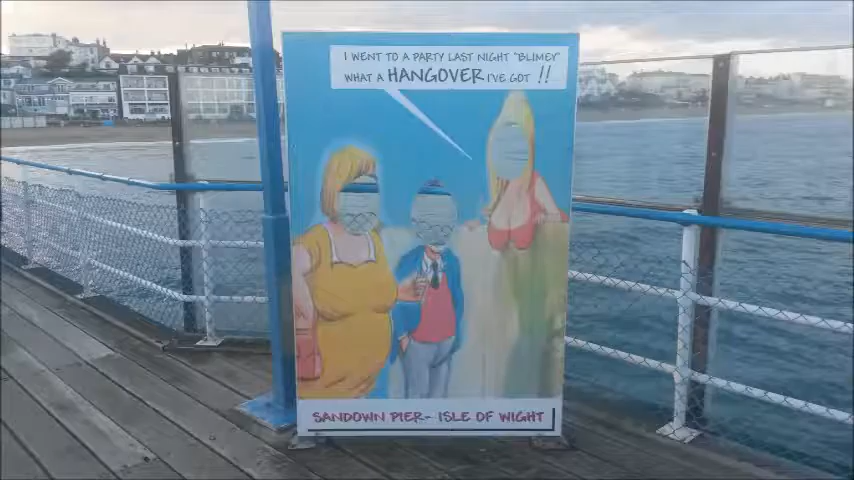 I WENT TO A PARTY LAST NIGHT "BLIMEY"
WHAT A HANGOVER I'VE GOT !!
SANDOWN PIER- ISLE OF WIGHT